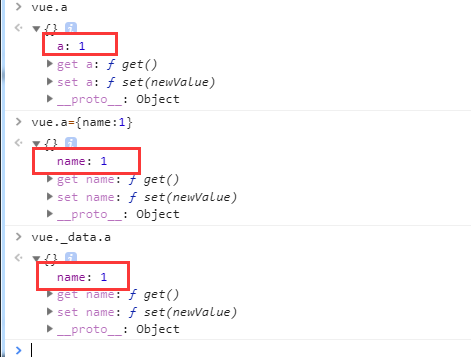 > vue.a
<· ▼{} i
a: 1
▶ get a: ƒ get()
▶ set a: ƒ set(newValue)
▶ __proto__: Object
> vue.a={name:1}
<· ▼{} i
name: 1
▶ get name: ƒ get()
▶ set name: ƒ set(newValue)
▶ __proto__: Object
> vue._data.a
<· ▼{} i
name: 1
▶ get name: ƒ get()
▶ set name: ƒ set(newValue)
▶ __proto__: Object
>